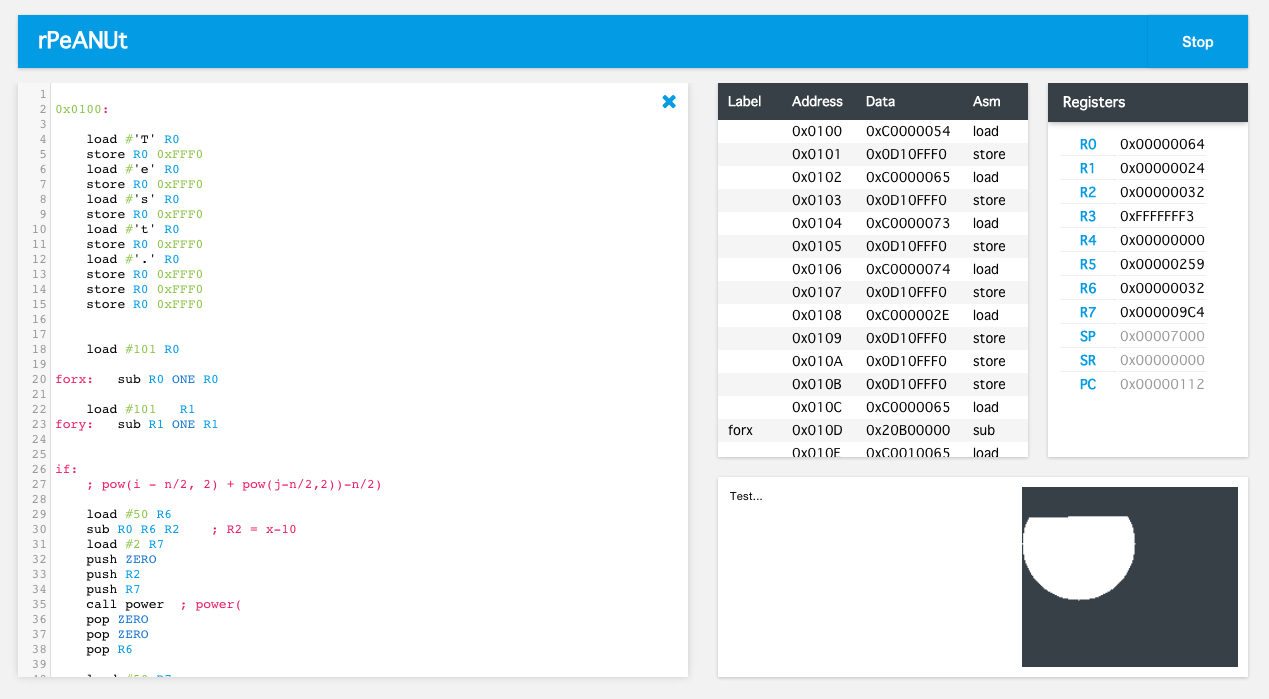 rPeANUt
Stop
1
2 0x0100:
3
4 load #'T' R0
5 store R0 0xFFF0
6 load #'e' R0
7 store R0 0xFFF0
8 load #'s' R0
9 store R0 0xFFF0
10 load #'t' R0
11 store R0 0xFFF0
12 load #'.' R0
13 store R0 0xFFF0
14 store R0 0xFFF0
15 store R0 0xFFF0
16
17
18 load #101 R0
19
20 forx: sub R0 ONE R0
21
22 load #101 R1
23 fory: sub R1 ONE R1
24
25
26 if:
27 ; pow(i - n/2, 2) + pow(j-n/2,2))-n/2)
28
29 load #50 R6
30 sub R0 R6 R2 ; R2 = x-10
31 load #2 R7
32 push ZERO
33 push R2
34 push R7
35 call power ; power(
36 pop ZERO
37 pop ZERO
38 pop R6
39
40 load #50 R7
Label Address Data Asm
0x0100 0xC0000054 load
0x0101 0x0D10FFF0 store
0x0102 0xC0000065 load
0x0103 0x0D10FFF0 store
0x0104 0xC0000073 load
0x0105 0x0D10FFF0 store
0x0106 0xC0000074 load
0x0107 0x0D10FFF0 store
0x0108 0xC000002E load
0x0109 0x0D10FFF0 store
0x010A 0x0D10FFF0 store
0x010B 0x0D10FFF0 store
0x010C 0xC0000065 load
forx 0x010D 0x20B00000 sub
0x010E 0xC0010065 load
Registers
R0 0x00000064
R1 0x00000024
R2 0x00000032
R3 0xFFFFFFF3
R4 0x00000000
R5 0x00000259
R6 0x00000032
R7 0x000009C4
SP 0x00007000
SR 0x00000000
PC 0x00000112
Test...